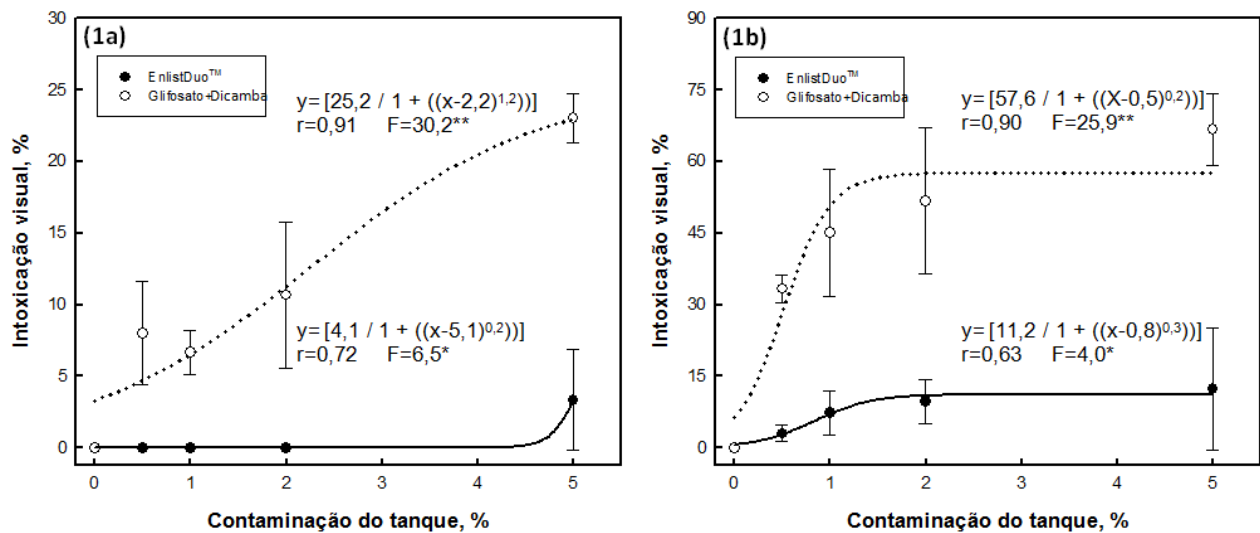 (1a)
EnlistDuo™
Glifosato+Dicamba
y= [25,2 / 1 + ((x-2,2)^1,2))]
r=0,91 F=30,2**
y= [4,1 / 1 + ((x-5,1)^0,2))]
r=0,72 F=6,5*
Intoxicação visual, %
30
25
20
15
10
5
0
0 1 2 3 4 5
Contaminação do tanque, %
(1b)
EnlistDuo™
Glifosato+Dicamba
y= [57,6 / 1 + ((X-0,5)^0,2))]
r=0,90 F=25,9**
y= [11,2 / 1 + ((x-0,8)^0,3))]
r=0,63 F=4,0*
Intoxicação visual, %
90
75
60
45
30
15
0
0 1 2 3 4 5
Contaminação do tanque, %